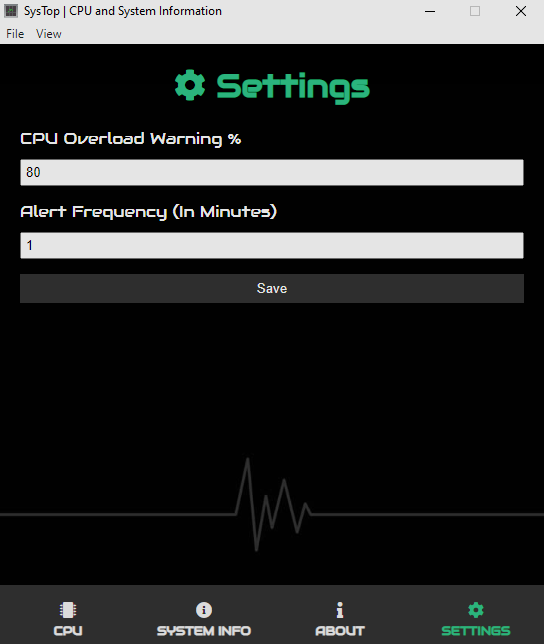 SysTop | CPU and System Information
File View
Settings
CPU Overload Warning %
80
Alert Frequency (In Minutes)
1
Save
CPU SYSTEM INFO ABOUT SETTINGS